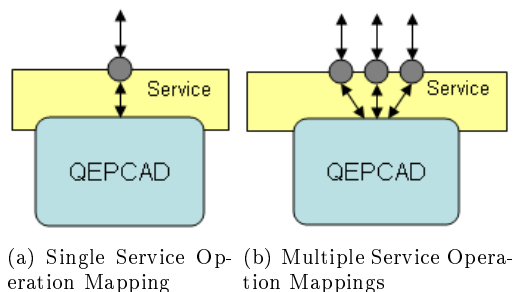 Service
QEPCAD
Service
QEPCAD
(a) Single Service Op-
eration Mapping
(b) Multiple Service Opera-
tion Mappings